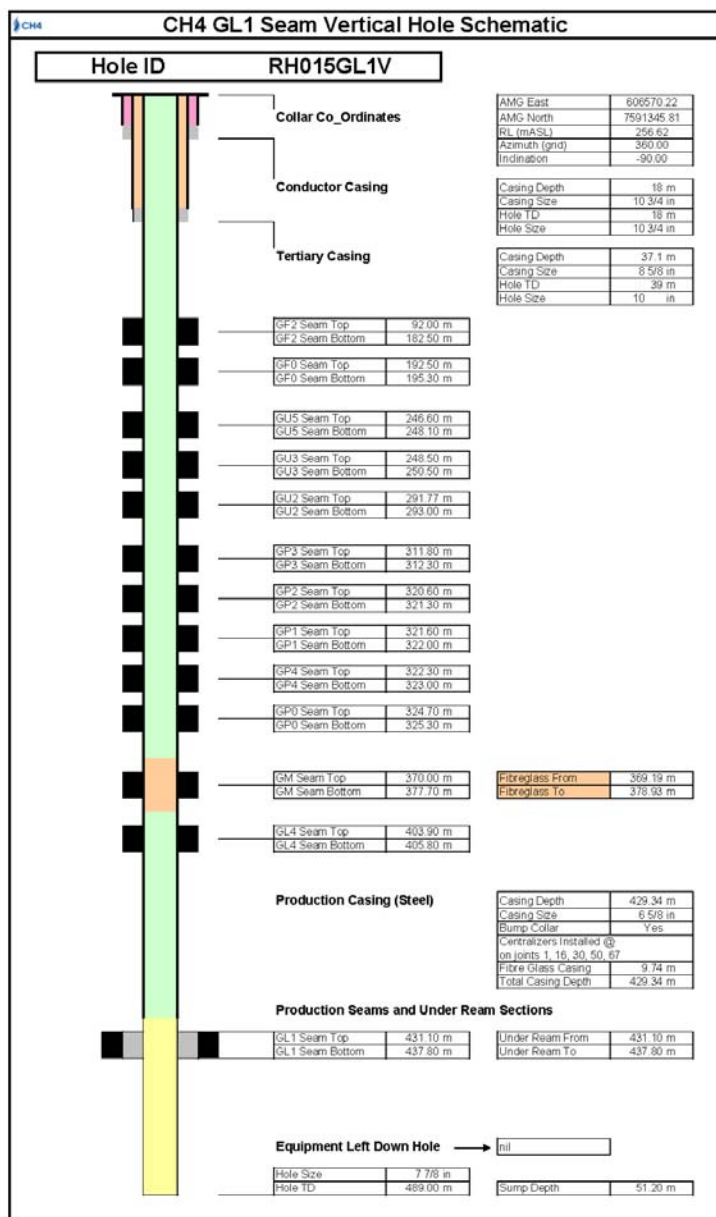 CH4
CH4 GL1 Seam Vertical Hole Schematic
Hole ID RH015GL1V
Collar Co_Ordinates
AMG East 606570.22
AMG North 7591345.81
RL (mASL) 256.62
Azimuth (grid) 360.00
Inclination -90.00
Conductor Casing
Casing Depth 18 m
Casing Size 10 3/4 in
Hole TD 18 m
Hole Size 10 3/4 in
Tertiary Casing
Casing Depth 37.1 m
Casing Size 8 5/8 in
Hole TD 39 m
Hole Size 10 in
GF2 Seam Top 92.00 m
GF2 Seam Bottom 182.50 m
GF0 Seam Top 192.50 m
GF0 Seam Bottom 195.30 m
GU5 Seam Top 246.60 m
GU5 Seam Bottom 248.10 m
GU3 Seam Top 248.50 m
GU3 Seam Bottom 250.50 m
GU2 Seam Top 291.77 m
GU2 Seam Bottom 293.00 m
GP3 Seam Top 311.80 m
GP3 Seam Bottom 312.30 m
GP2 Seam Top 320.60 m
GP2 Seam Bottom 321.30 m
GP1 Seam Top 321.60 m
GP1 Seam Bottom 322.00 m
GP4 Seam Top 322.30 m
GP4 Seam Bottom 323.00 m
GP0 Seam Top 324.70 m
GP0 Seam Bottom 325.30 m
GM Seam Top 370.00 m Fibreglass From 369.19 m
GM Seam Bottom 377.70 m Fibreglass To 378.93 m
GL4 Seam Top 403.90 m
GL4 Seam Bottom 405.80 m
Production Casing (Steel)
Casing Depth 429.34 m
Casing Size 6 5/8 in
Bump Collar Yes
Centralizers Installed @
on joints 1, 16, 30, 50, 67
Fibre Glass Casing 9.74 m
Total Casing Depth 429.34 m
Production Seams and Under Ream Sections
GL1 Seam Top 431.10 m Under Ream From 431.10 m
GL1 Seam Bottom 437.80 m Under Ream To 437.80 m
Equipment Left Down Hole nil
Hole Size 7 7/8 in
Hole TD 489.00 m Sump Depth 51.20 m